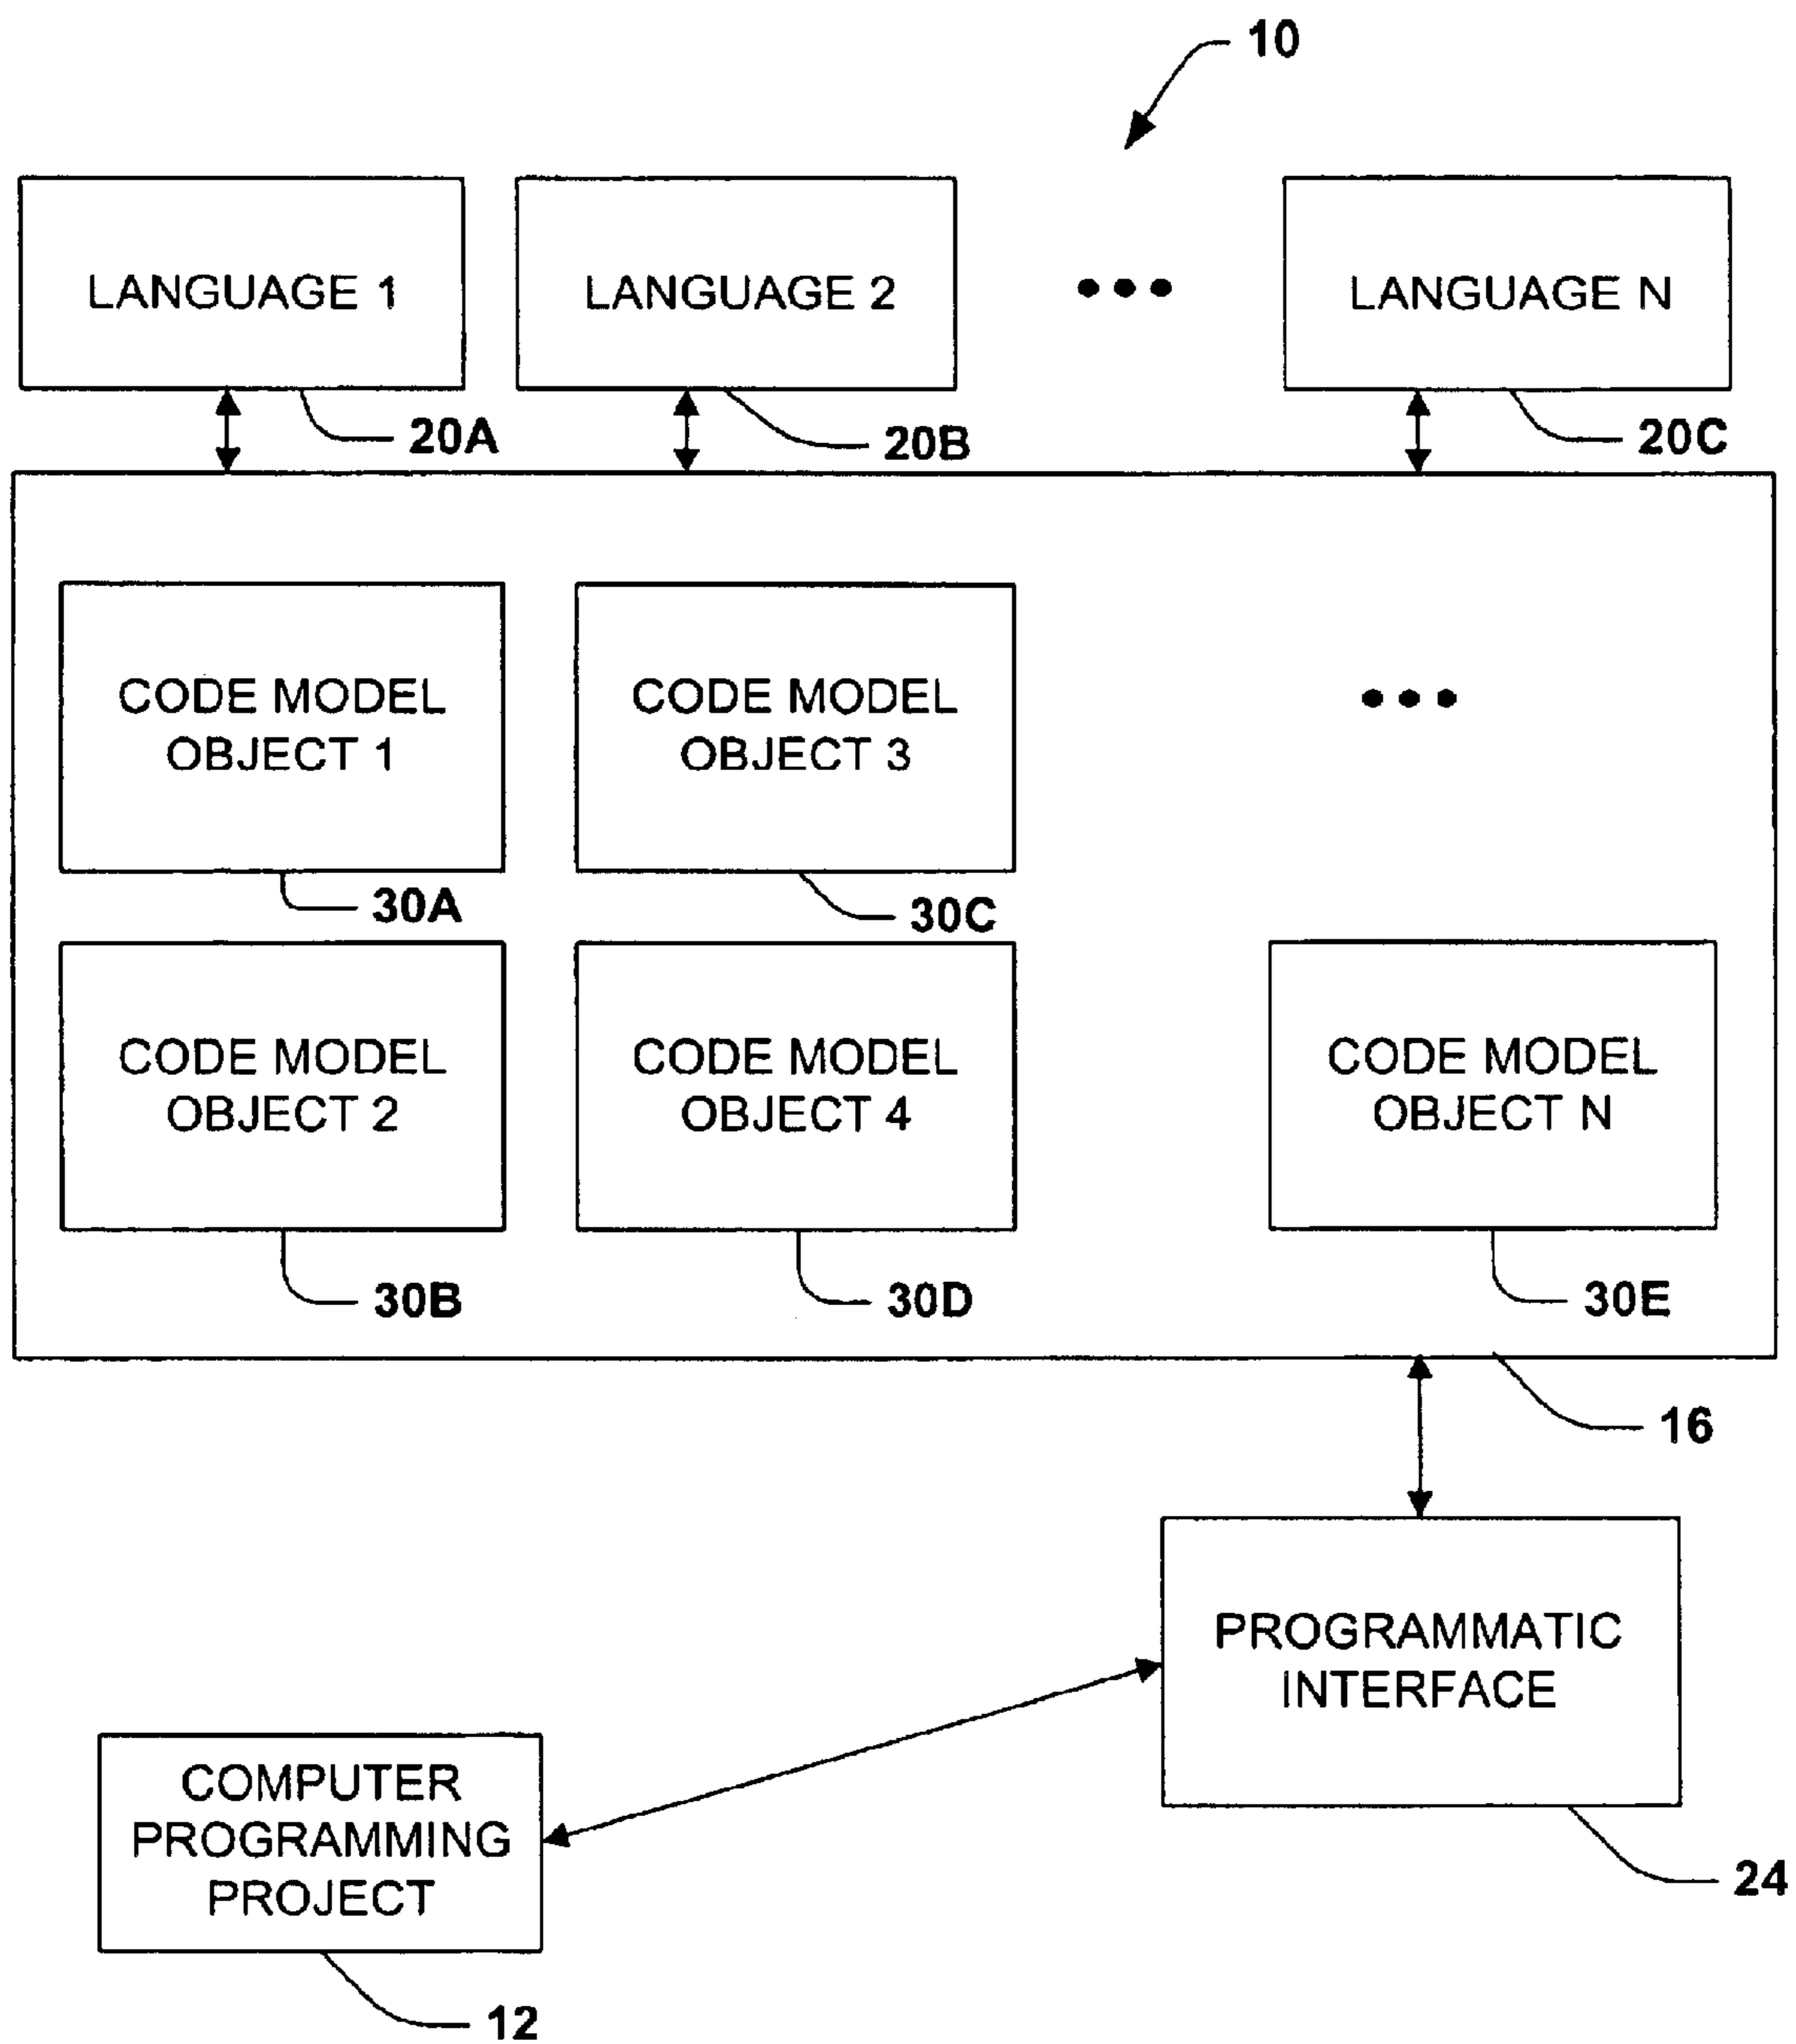 10
LANGUAGE 1
LANGUAGE 2
LANGUAGE N
20A
20B
20C
CODE MODEL
OBJECT 1
CODE MODEL
OBJECT 3
30A
30C
CODE MODEL
OBJECT 2
CODE MODEL
OBJECT 4
CODE MODEL
OBJECT N
30B
30D
30E
16
PROGRAMMATIC
INTERFACE
COMPUTER
PROGRAMMING
PROJECT
24
12